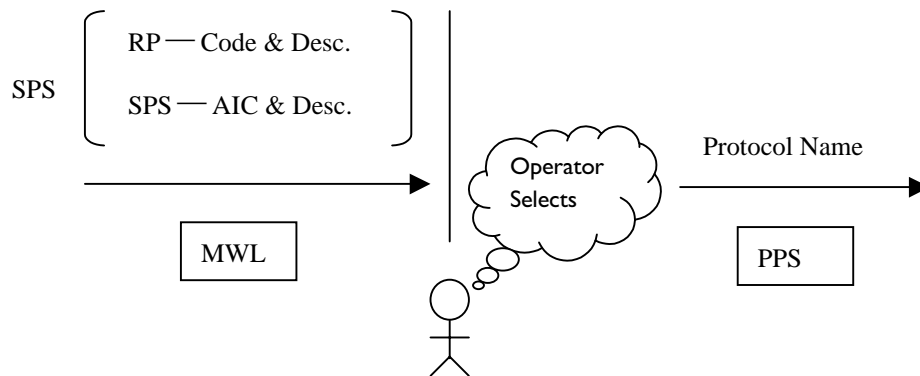 SPS
RP — Code & Desc.
SPS — AIC & Desc.
MWL
Operator
Selects
Protocol Name
PPS